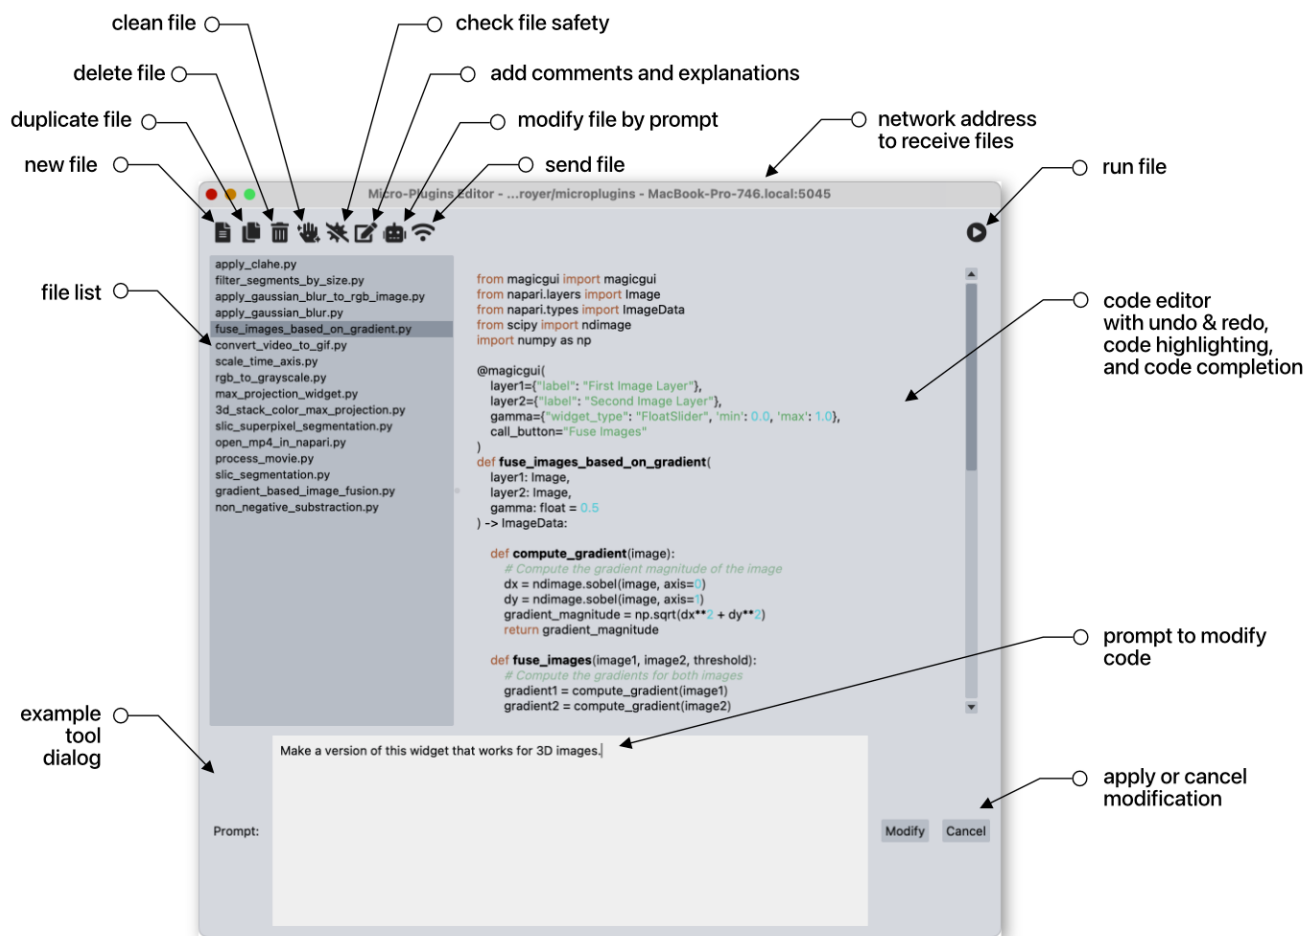 clean file
check file safety
delete file
add comments and explanations
duplicate file
modify file by prompt
network address
to receive files
new file
send file
run file
Micro-Plugins Editor - ...royer/microplugins - MacBook-Pro-746.local:5045
file list
apply_clahe.py
filter_segments_by_size.py
apply_gaussian_blur_to_rgb_image.py
apply_gaussian_blur.py
fuse_images_based_on_gradient.py
convert_video_to_gif.py
scale_time_axis.py
rgb_to_grayscale.py
max_projection_widget.py
3d_stack_color_max_projection.py
slic_superpixel_segmentation.py
open_mp4_in_napari.py
process_movie.py
slic_segmentation.py
gradient_based_image_fusion.py
non_negative_substraction.py
from magicgui import magicgui
from napari.layers import Image
from napari.types import ImageData
from scipy import ndimage
import numpy as np
@magicgui(
layer1={"label": "First Image Layer"},
layer2={"label": "Second Image Layer"},
gamma={"widget_type": "FloatSlider", 'min': 0.0, 'max': 1.0},
call_button="Fuse Images"
)
def fuse_images_based_on_gradient(
layer1: Image,
layer2: Image,
gamma: float = 0.5
) -> ImageData:
def compute_gradient(image):
# Compute the gradient magnitude of the image
dx = ndimage.sobel(image, axis=0)
dy = ndimage.sobel(image, axis=1)
gradient_magnitude = np.sqrt(dx**2 + dy**2)
return gradient_magnitude
def fuse_images(image1, image2, threshold):
# Compute the gradients for both images
gradient1 = compute_gradient(image1)
gradient2 = compute_gradient(image2)
code editor
with undo & redo,
code highlighting,
and code completion
prompt to modify
code
example
tool
dialog
Make a version of this widget that works for 3D images.
apply or cancel
modification
Prompt:
Modify
Cancel